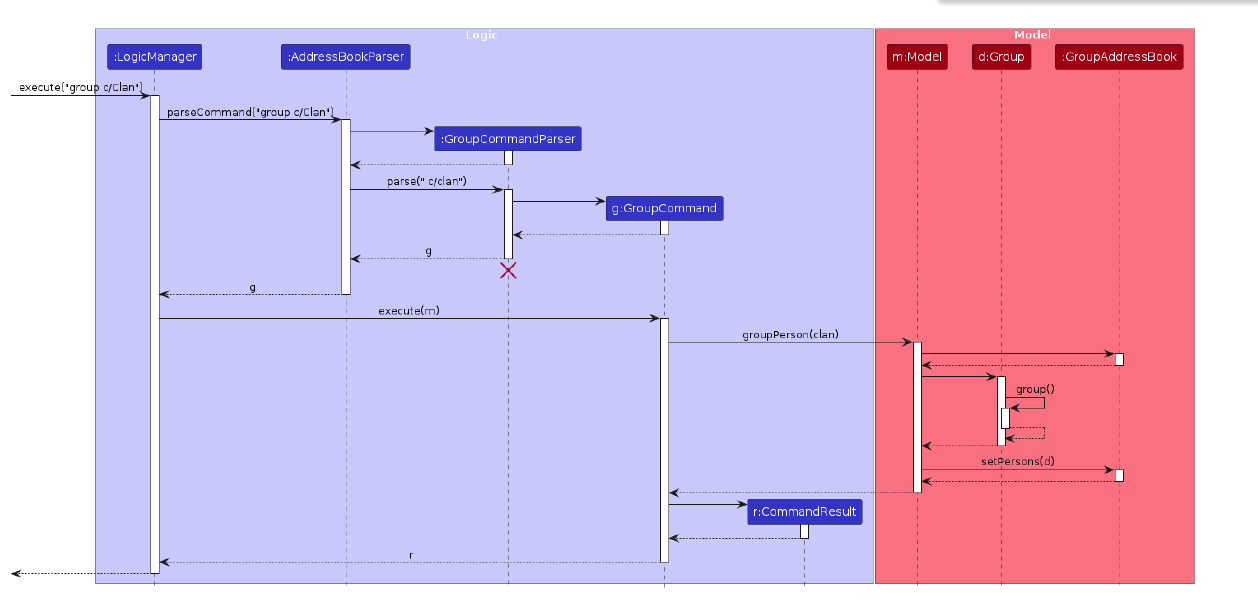 Logic
Model
:LogicManager
:AddressBookParser
m:Model
d:Group
:GroupAddressBook
execute("group c/Clan")
parseCommand("group c/Clan")
:GroupCommandParser
parse(" c/clan")
g:GroupCommand
g
g
execute(m)
groupPerson(clan)
group()
setPersons(d)
r:CommandResult
r